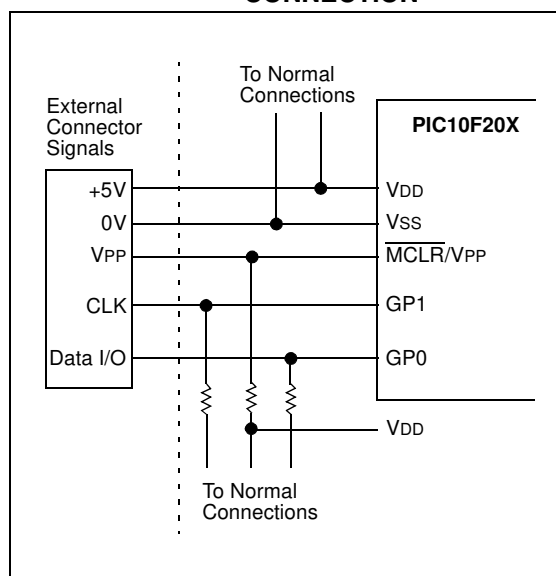 CONNECTION
To Normal
Connections
External
Connector
Signals
PIC10F20X
+5V
VDD
0V
VSS
VPP
MCLR/VPP
CLK
GP1
Data I/O
GP0
VDD
To Normal
Connections